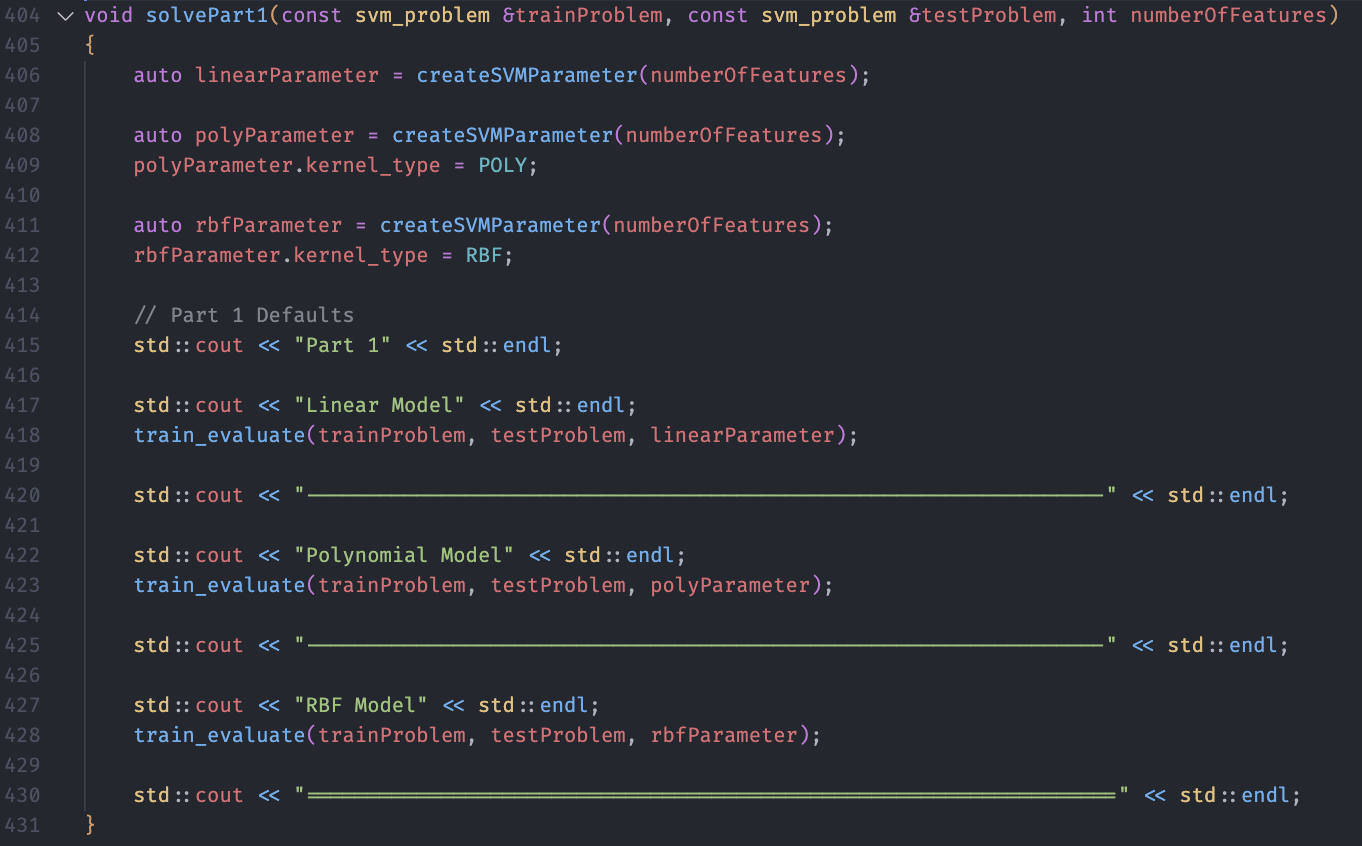 404 void solvePart1(const svm_problem &trainProblem, const svm_problem &testProblem, int numberOfFeatures)
405 {
406     auto linearParameter = createSVMParameter(numberOfFeatures);
407
408     auto polyParameter = createSVMParameter(numberOfFeatures);
409     polyParameter.kernel_type = POLY;
410
411     auto rbfParameter = createSVMParameter(numberOfFeatures);
412     rbfParameter.kernel_type = RBF;
413
414     // Part 1 Defaults
415     std::cout << "Part 1" << std::endl;
416
417     std::cout << "Linear Model" << std::endl;
418     train_evaluate(trainProblem, testProblem, linearParameter);
419
420     std::cout << "-----------------------------------------------------------------" << std::endl;
421
422     std::cout << "Polynomial Model" << std::endl;
423     train_evaluate(trainProblem, testProblem, polyParameter);
424
425     std::cout << "-----------------------------------------------------------------" << std::endl;
426
427     std::cout << "RBF Model" << std::endl;
428     train_evaluate(trainProblem, testProblem, rbfParameter);
429
430     std::cout << "==================================================================" << std::endl;
431 }